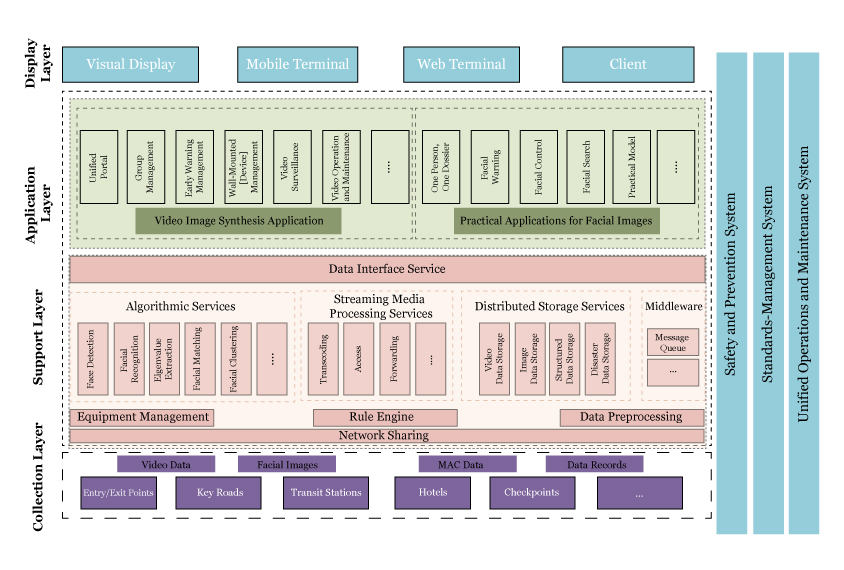 Display
Layer
Visual Display
Mobile Terminal
Web Terminal
Client
Application
Layer
Unified
Portal
Group
Management
Early Warning
Management
Wall-Mounted
[Device]
Management
Video
Surveillance
Video Operation
and Maintenance
....
One Person,
One Dossier
Facial
Warning
Facial Control
Facial Search
Practical Model
....
Video Image Synthesis Application
Practical Applications for Facial Images
Support Layer
Data Interface Service
Algorithmic Services
Face Detection
Facial
Recognition
Eigenvalue
Extraction
Facial Matching
Facial Clustering
....
Streaming Media
Processing Services
Transcoding
Access
Forwarding
....
Distributed Storage Services
Video
Data Storage
Image
Data Storage
Structured
Data Storage
Disaster
Data Storage
Middleware
Message
Queue
...
Equipment Management
Rule Engine
Data Preprocessing
Network Sharing
Collection Layer
Video Data
Facial Images
MAC Data
Data Records
Entry/Exit Points
Key Roads
Transit Stations
Hotels
Checkpoints
...
Safety and Prevention System
Standards-Management System
Unified Operations and Maintenance System